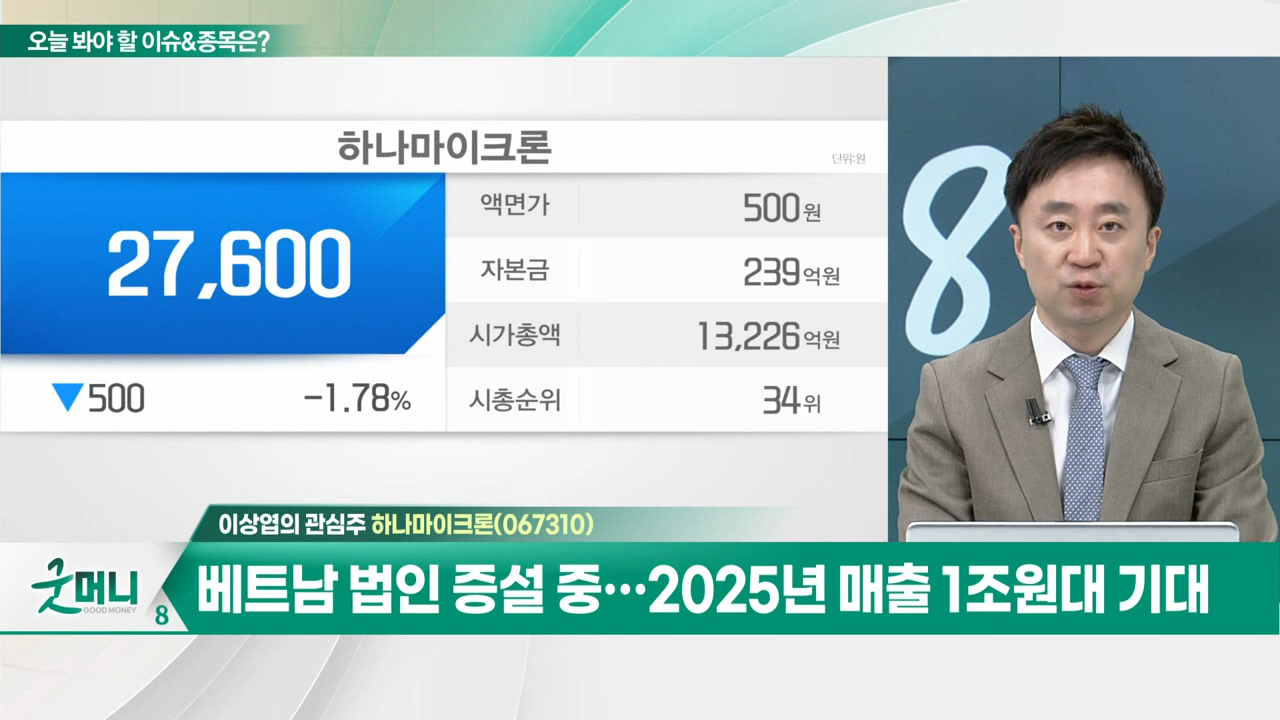 오늘 봐야 할 이슈&종목은?
하나마이크론
단위:원
27,600
▼500 -1.78%
액면가 500원
자본금 239억원
시가총액 13,226억원
시총순위 34위
8
이상엽의 관심주 하나마이크론(067310)
굿머니
GOOD MONEY
8
베트남 법인 증설 중…2025년 매출 1조원대 기대